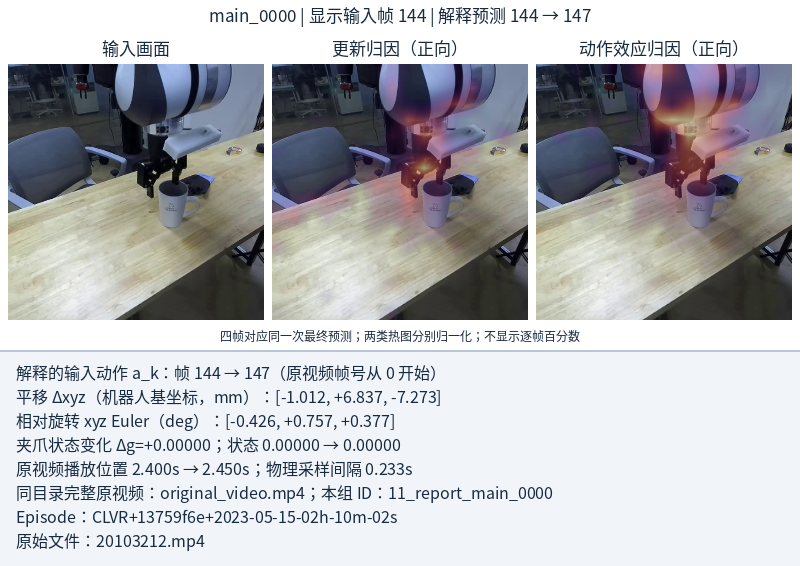 main_0000 | 显示输入帧 144 | 解释预测 144 → 147
输入画面
更新归因（正向）
动作效应归因（正向）
四帧对应同一次最终预测；两类热图分别归一化；不显示逐帧百分数
解释的输入动作 a_k：帧 144 → 147（原视频帧号从 0 开始）
平移 Δxyz（机器人基坐标，mm）：[-1.012, +6.837, -7.273]
相对旋转 xyz Euler（deg）：[-0.426, +0.757, +0.377]
夹爪状态变化 Δg=+0.00000；状态 0.00000 → 0.00000
原视频播放位置 2.400s → 2.450s；物理采样间隔 0.233s
同目录完整原视频：original_video.mp4；本组 ID：11_report_main_0000
Episode：CLVR+13759f6e+2023-05-15-02h-10m-02s
原始文件：20103212.mp4